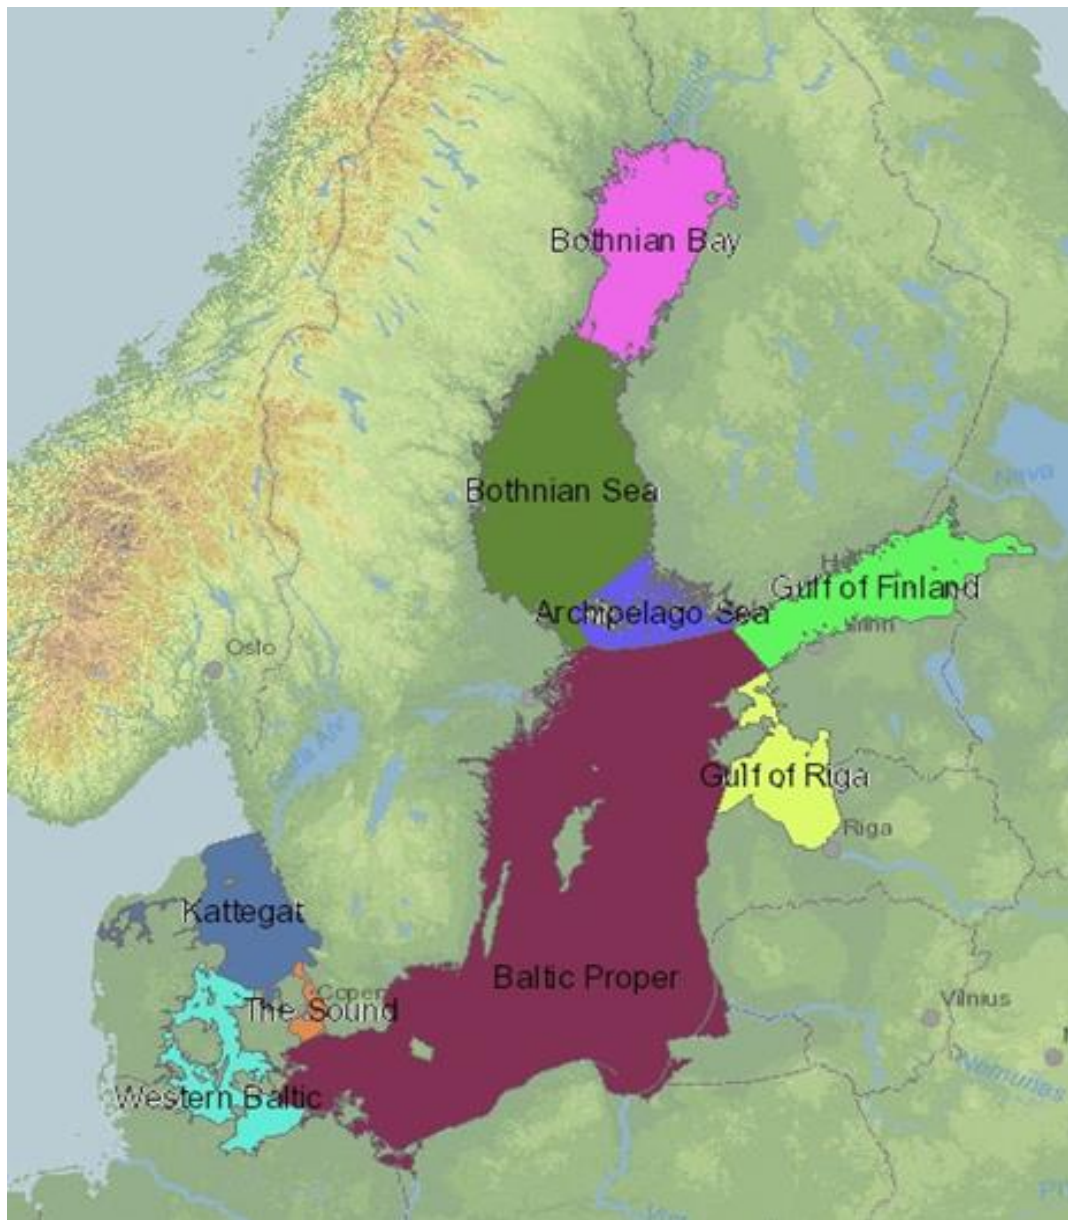 Bothnian Bay
Bothnian Sea
Neva
Gulf of Finland
Archipelago Sea
Oslo
Gulf of Riga
Riga
Kattegat
Baltic Proper
The Sound
Vilnius
Western Baltic